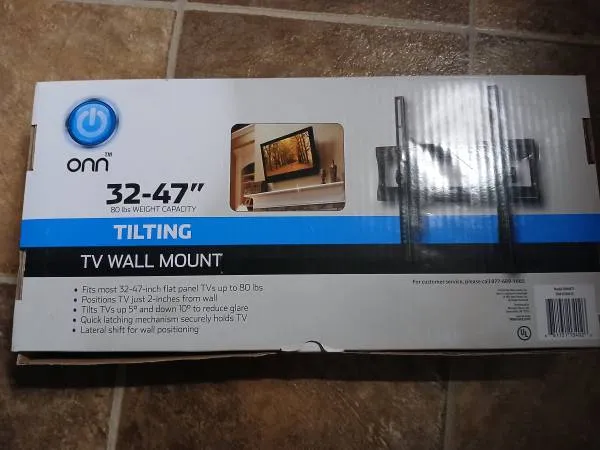 onn™
32-47"
80 lbs WEIGHT CAPACITY
TILTING
TV WALL MOUNT
• Fits most 32-47-inch flat panel TVs up to 80 lbs
• Positions TV just 2-inches from wall
• Tilts TVs up 5° and down 10° to reduce glare
• Quick latching mechanism securely holds TV
• Lateral shift for wall positioning
For customer service, please call
UL